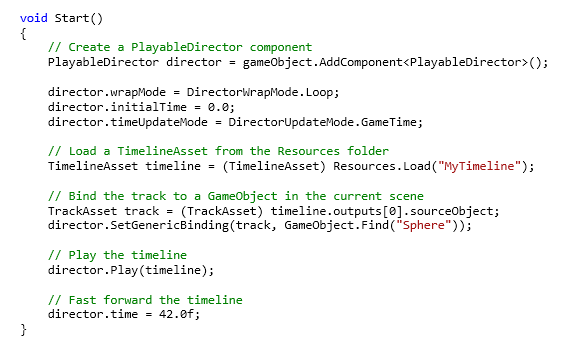 void Start()
{
    // Create a PlayableDirector component
    PlayableDirector director = gameObject.AddComponent<PlayableDirector>();

    director.wrapMode = DirectorWrapMode.Loop;
    director.initialTime = 0.0;
    director.timeUpdateMode = DirectorUpdateMode.GameTime;

    // Load a TimelineAsset from the Resources folder
    TimelineAsset timeline = (TimelineAsset) Resources.Load("MyTimeline");

    // Bind the track to a GameObject in the current scene
    TrackAsset track = (TrackAsset) timeline.outputs[0].sourceObject;
    director.SetGenericBinding(track, GameObject.Find("Sphere"));

    // Play the timeline
    director.Play(timeline);

    // Fast forward the timeline
    director.time = 42.0f;
}